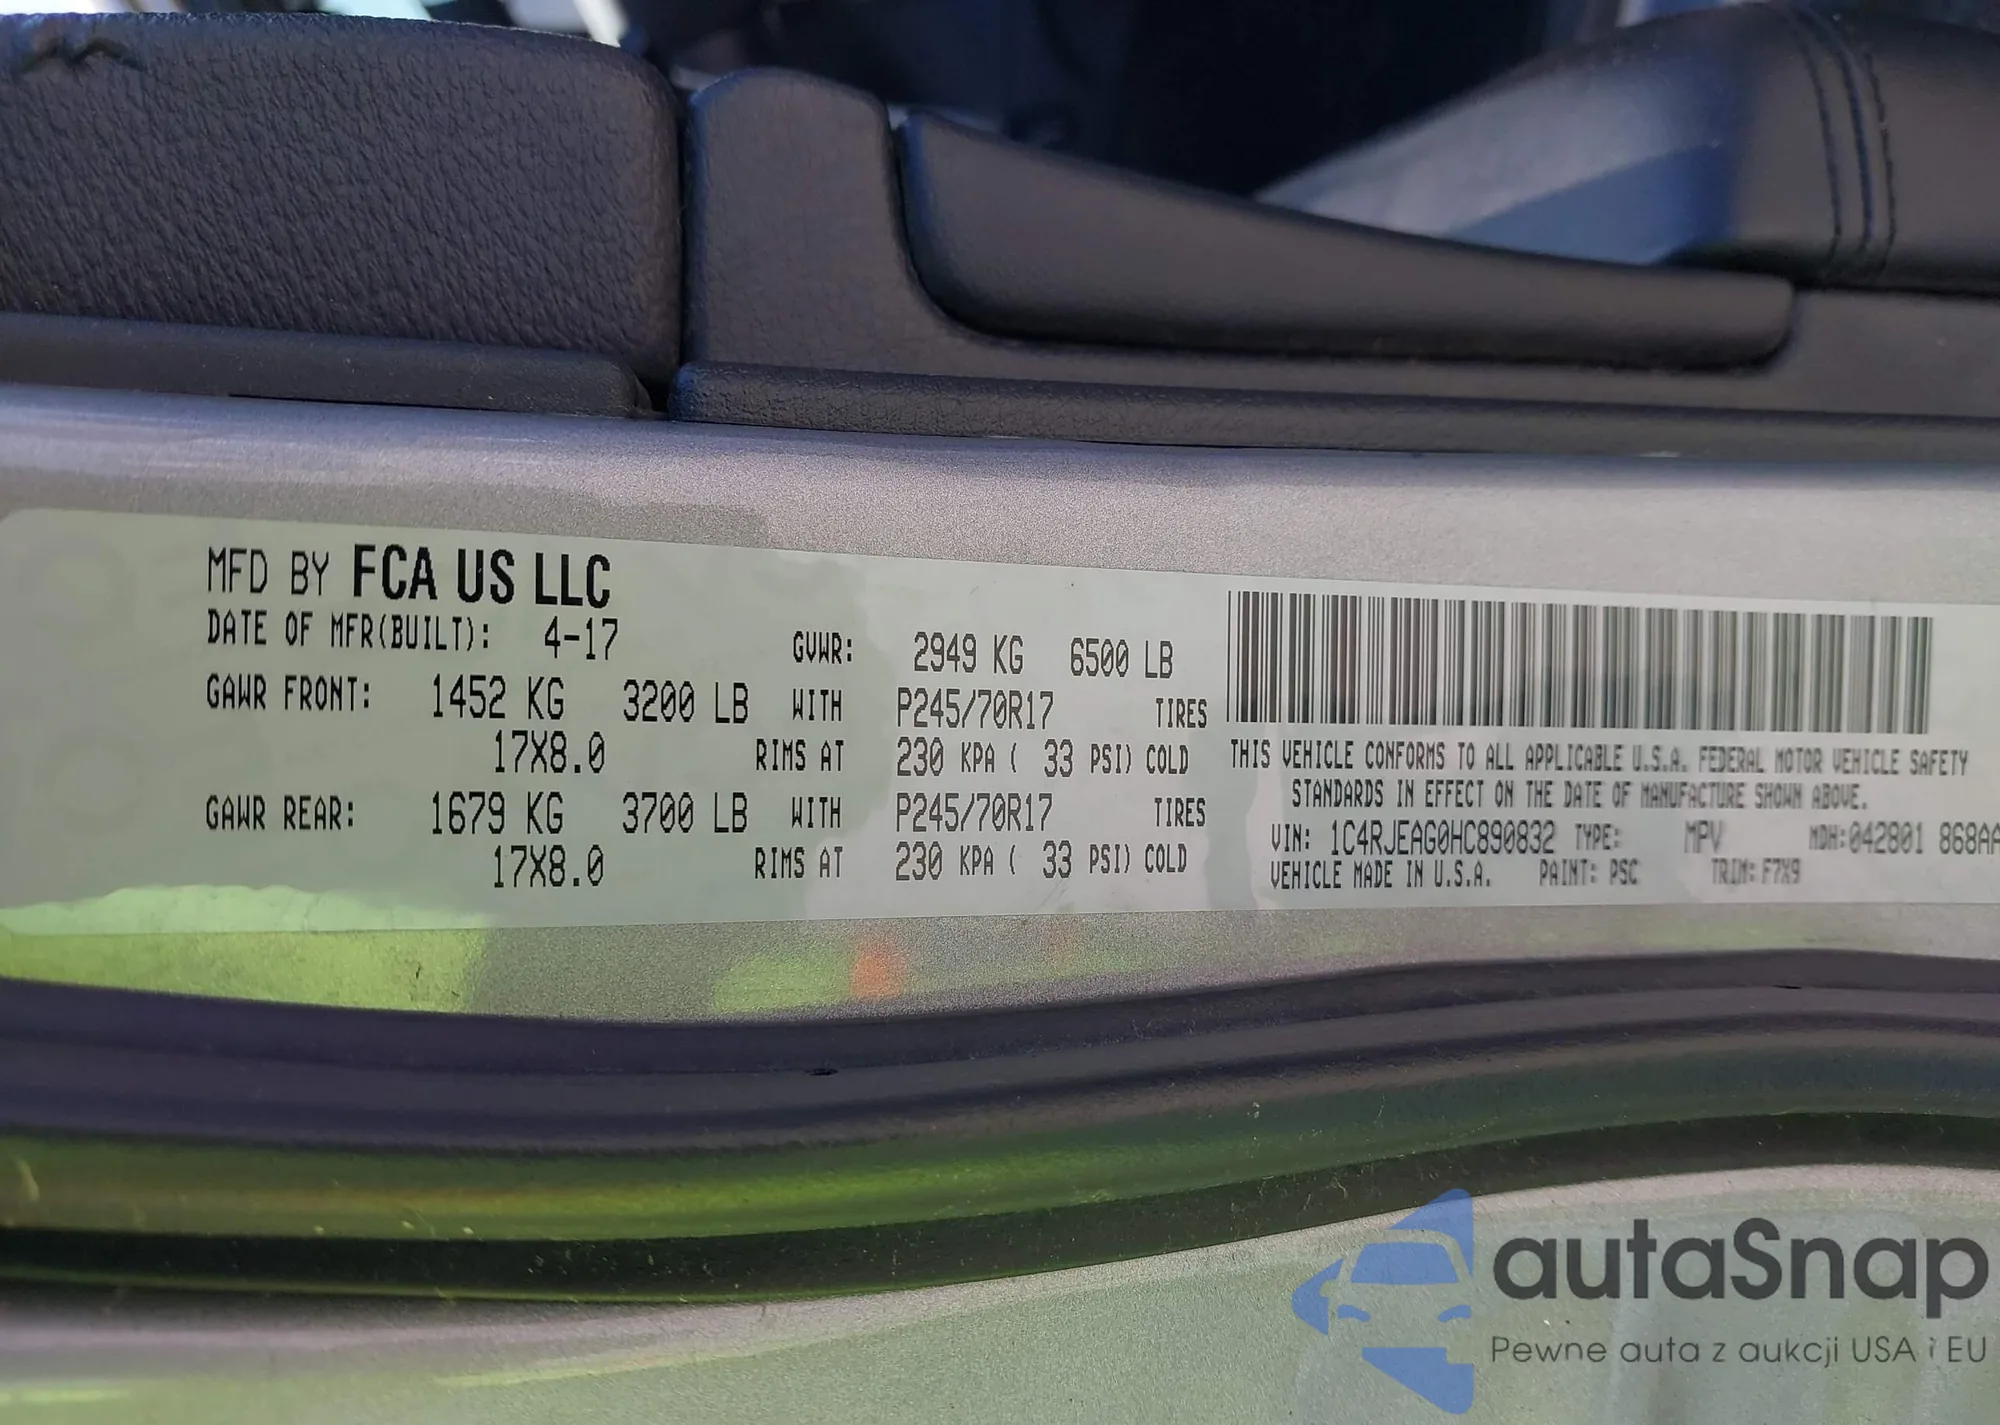 MFD BY FCA US LLC
DATE OF MFR(BUILT): 4-17 GVWR: 2949 KG 6500 LB
GAWR FRONT: 1452 KG 3200 LB WITH P245/70R17 TIRES
17X8.0 RIMS AT 230 KPA ( 33 PSI) COLD
GAWR REAR: 1679 KG 3700 LB WITH P245/70R17 TIRES
17X8.0 RIMS AT 230 KPA ( 33 PSI) COLD
THIS VEHICLE CONFORMS TO ALL APPLICABLE U.S.A. FEDERAL MOTOR VEHICLE SAFETY
STANDARDS IN EFFECT ON THE DATE OF MANUFACTURE SHOWN ABOVE.
VIN: 1C4RJEAG0HC890832 TYPE: MPV MDH:042801 868AA
VEHICLE MADE IN U.S.A. PAINT: PSC TRIM: F7X9
autaSnap
Pewne auta z aukcji USA i EU